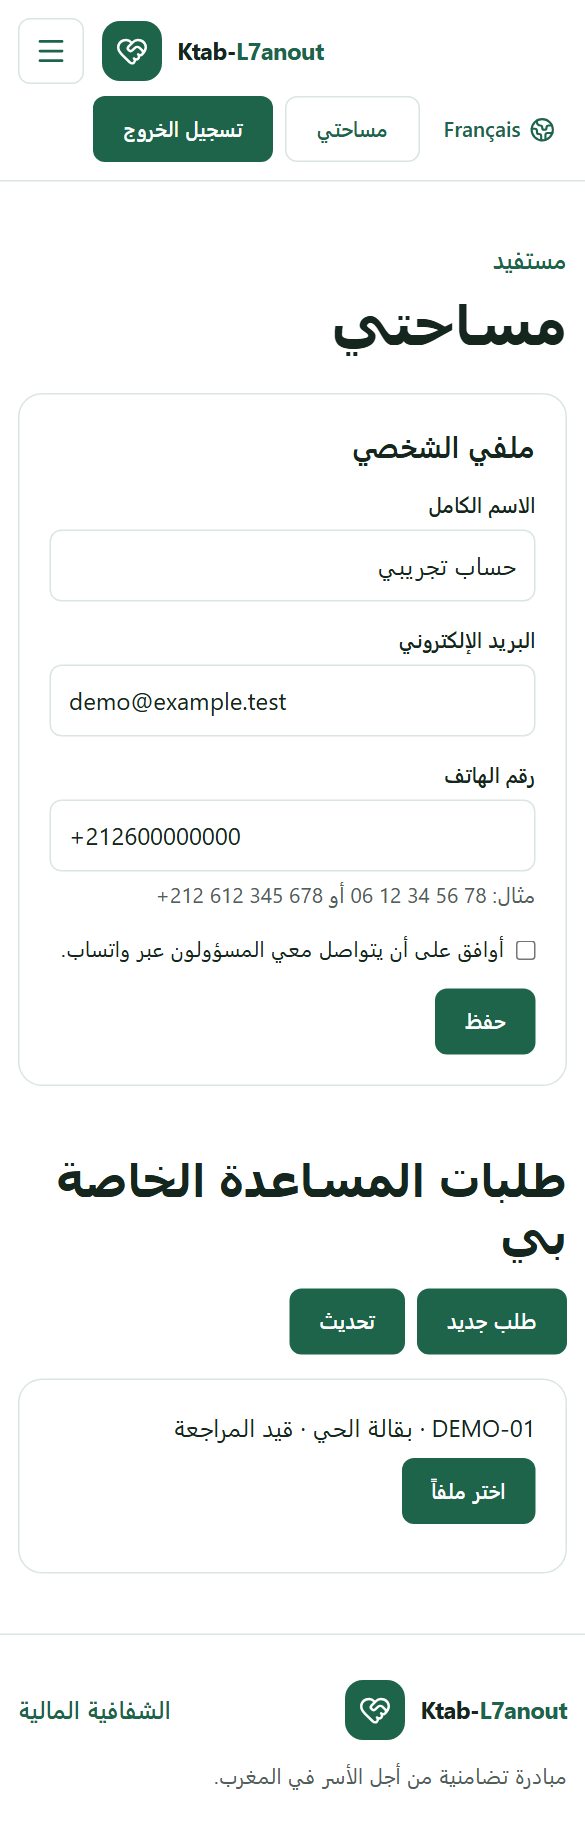 Ktab-L7anout
Français
مساحتي
تسجيل الخروج
مستفيد
مساحتي
ملفي الشخصي
الاسم الكامل
حساب تجريبي
البريد الإلكتروني
demo@example.test
رقم الهاتف
+212600000000
مثال: 06 12 34 56 78 أو 212 612 345 678+
أوافق على أن يتواصل معي المسؤولون عبر واتساب.
حفظ
طلبات المساعدة الخاصة
بي
طلب جديد
تحديث
DEMO-01 · بقالة الحي · قيد المراجعة
اختر ملفاً
Ktab-L7anout
الشفافية المالية
مبادرة تضامنية من أجل الأسر في المغرب.